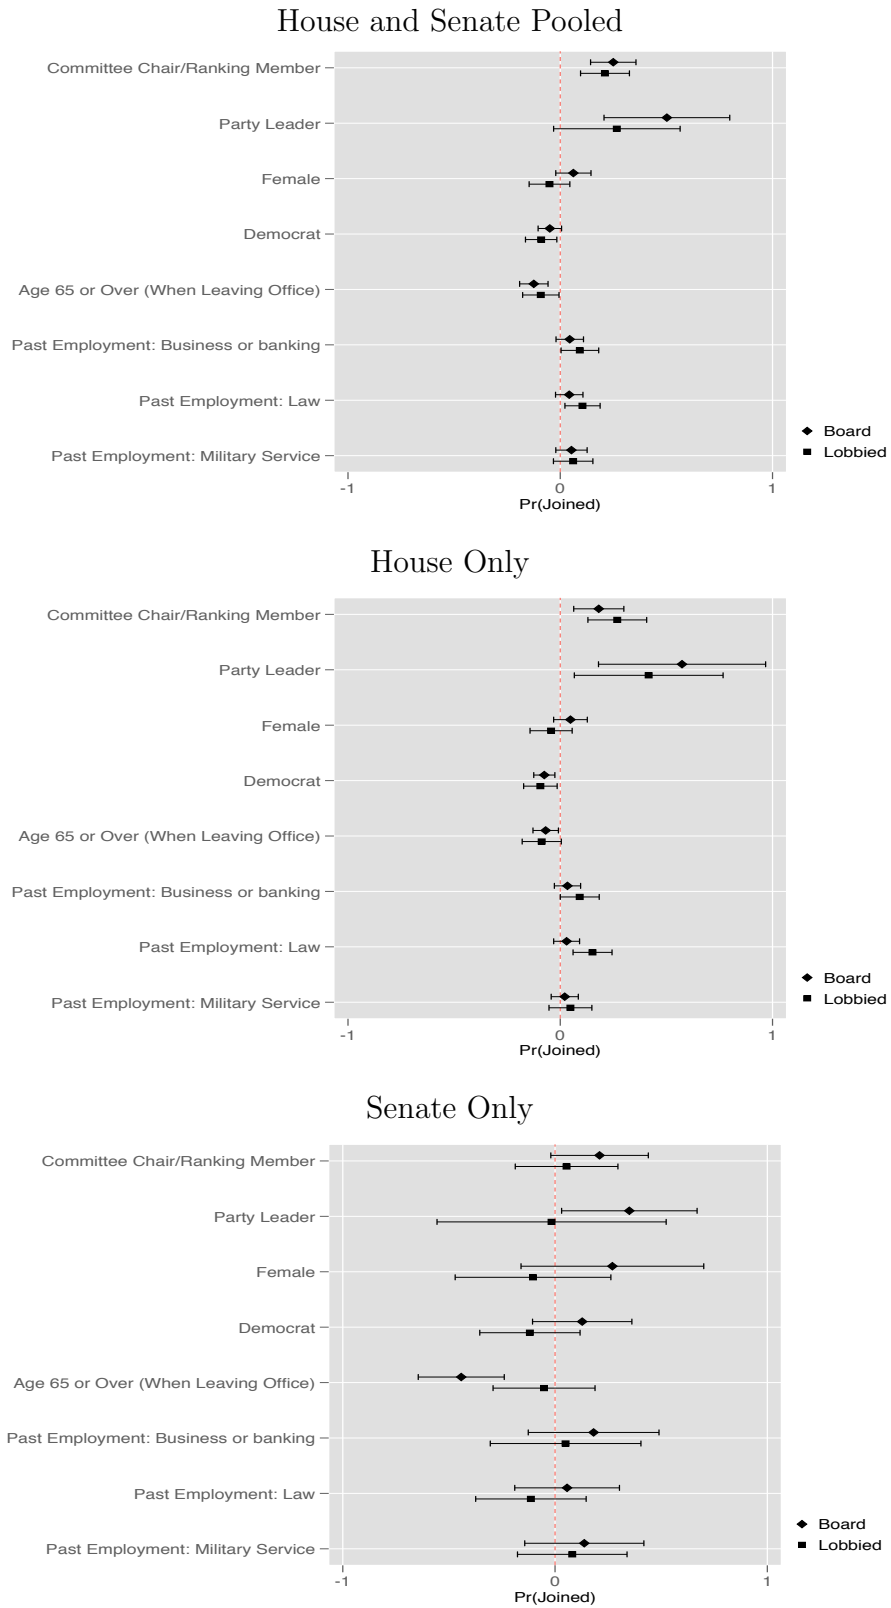 House and Senate Pooled
Committee Chair/Ranking Member
Party Leader
Female
Democrat
Age 65 or Over (When Leaving Office)
Past Employment: Business or banking
Past Employment: Law
Past Employment: Military Service
Board
Lobbied
-1 0 1
Pr(Joined)
House Only
Committee Chair/Ranking Member
Party Leader
Female
Democrat
Age 65 or Over (When Leaving Office)
Past Employment: Business or banking
Past Employment: Law
Past Employment: Military Service
Board
Lobbied
-1 0 1
Pr(Joined)
Senate Only
Committee Chair/Ranking Member
Party Leader
Female
Democrat
Age 65 or Over (When Leaving Office)
Past Employment: Business or banking
Past Employment: Law
Past Employment: Military Service
Board
Lobbied
-1 0 1
Pr(Joined)